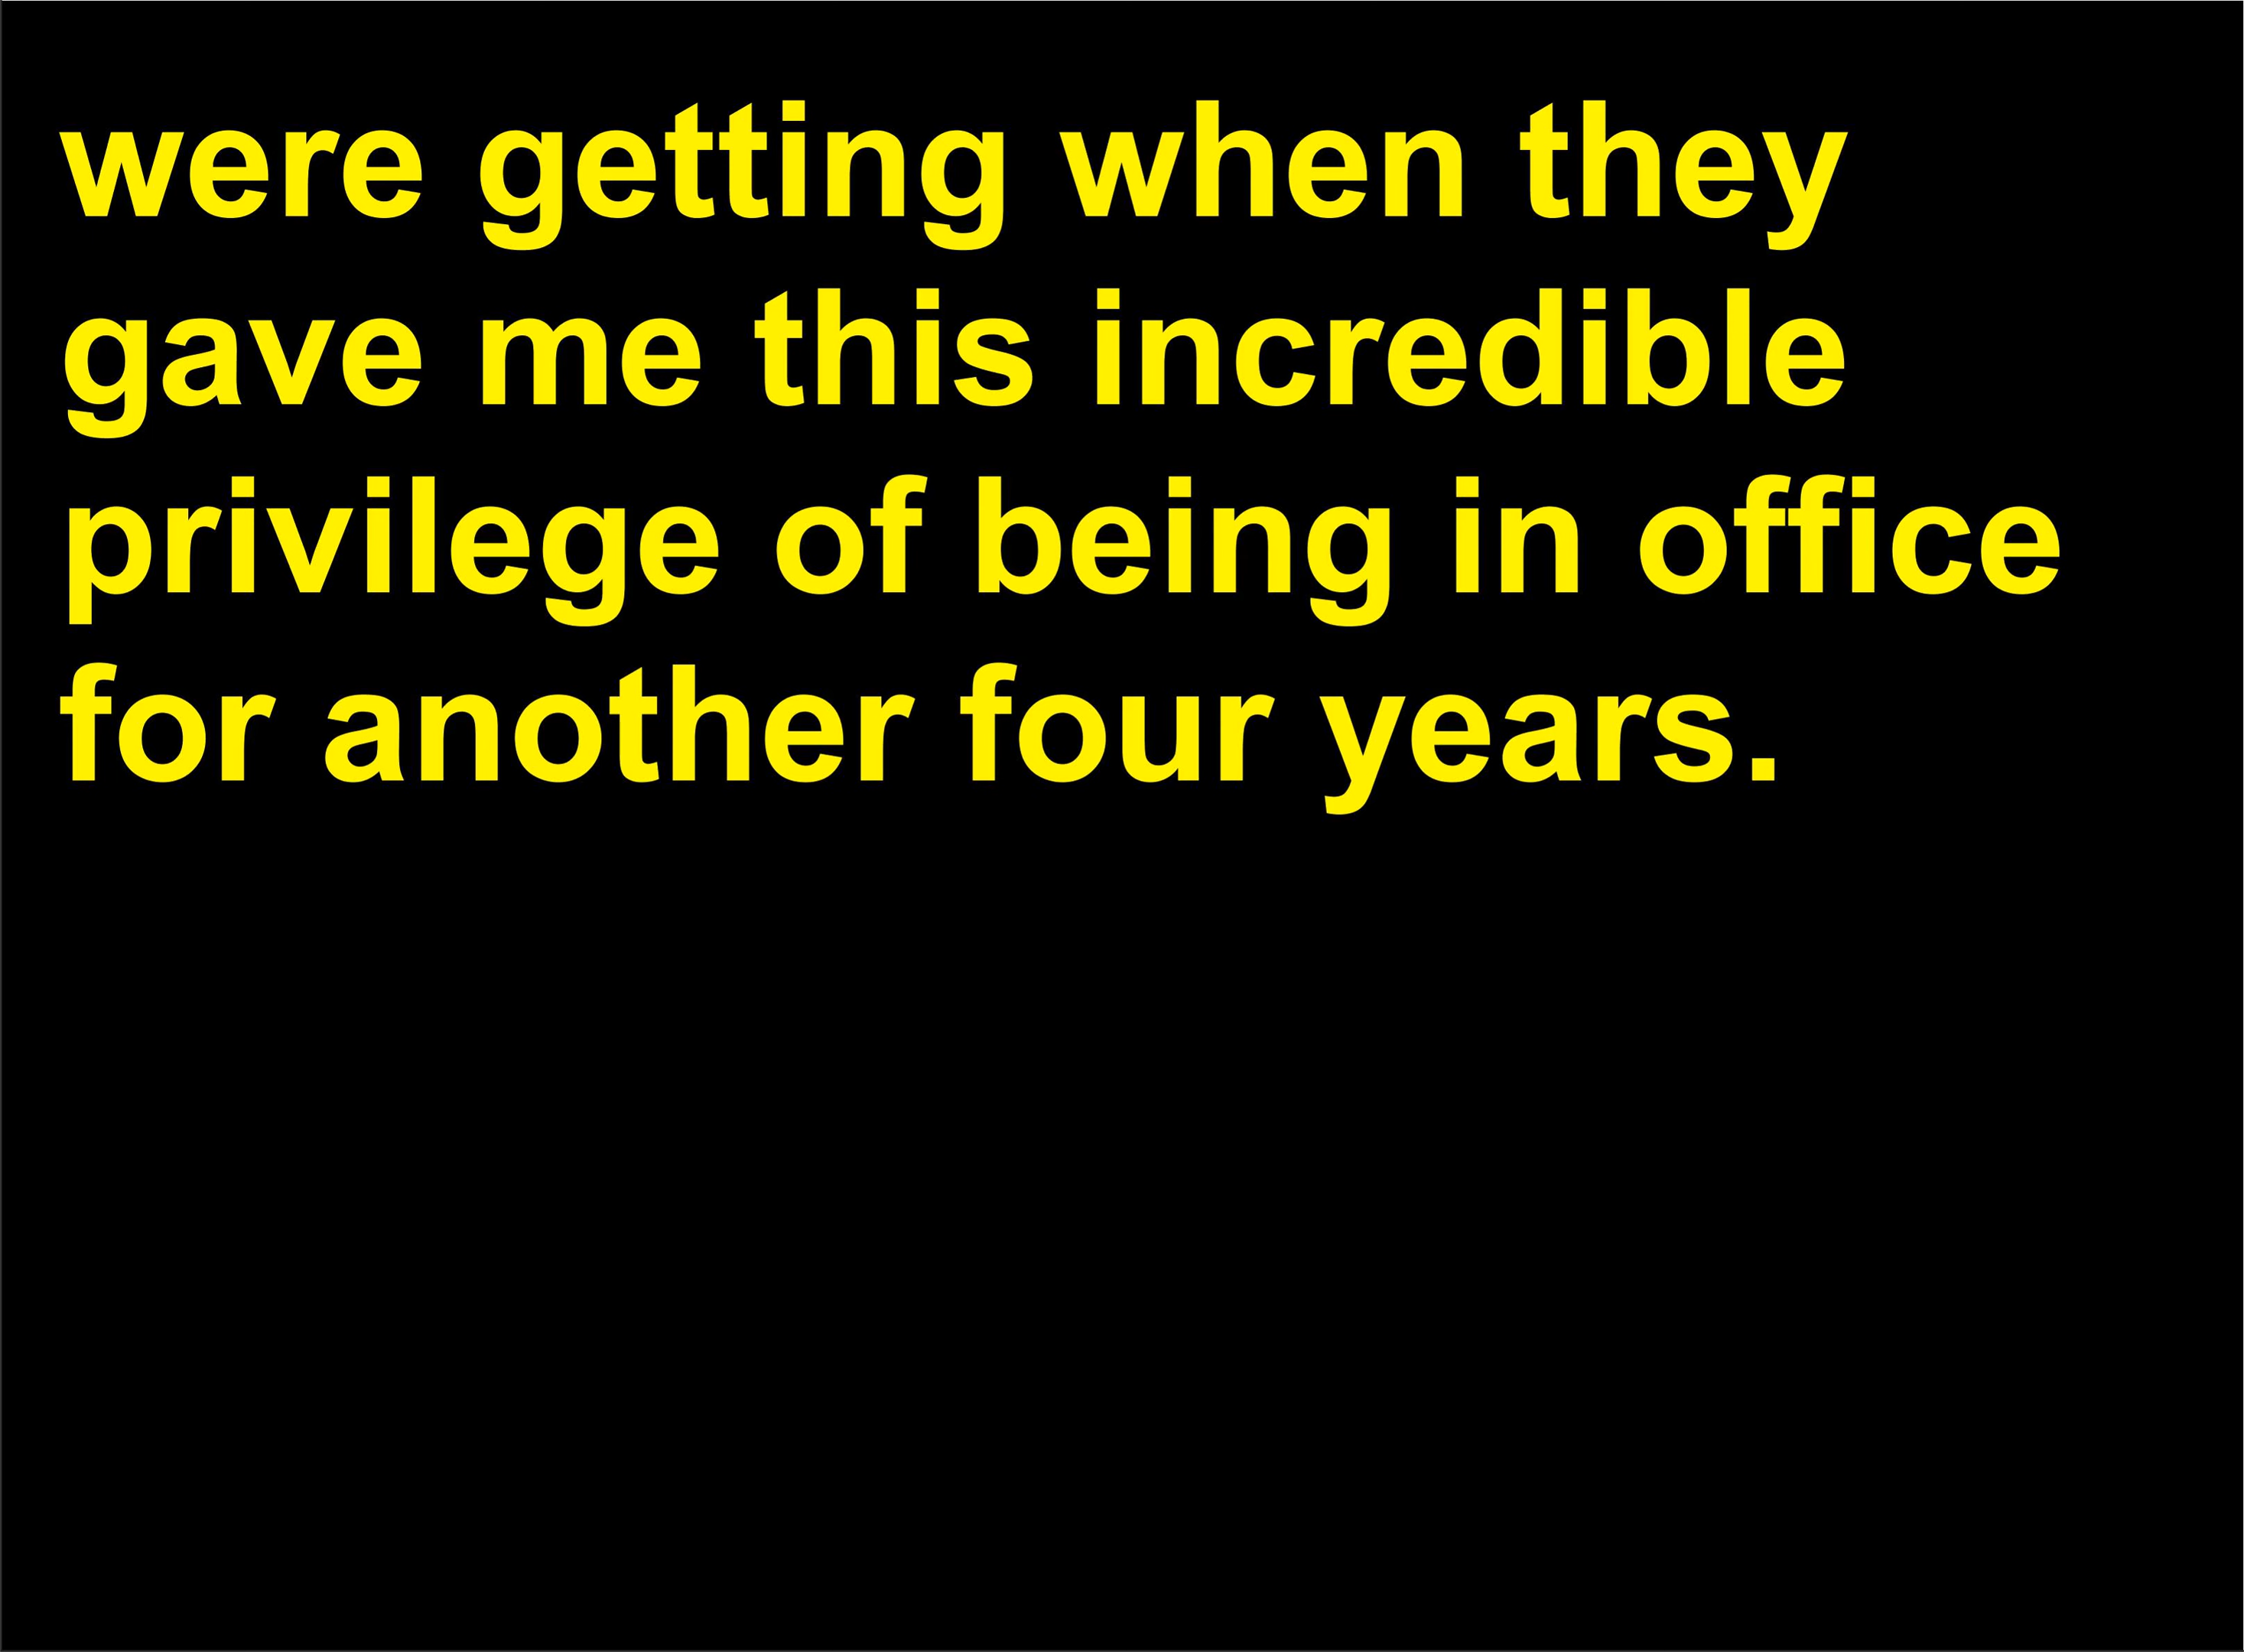 were getting when they
gave me this incredible
privilege of being in office
for another four years.